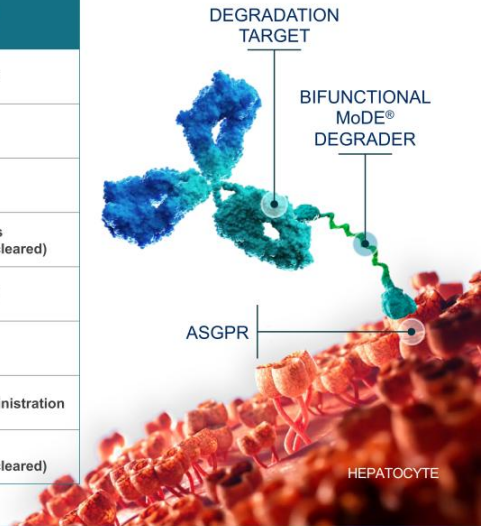 s
leared)
nistration
leared)
DEGRADATION
TARGET
BIFUNCTIONAL
MoDE®
DEGRADER
ASGPR
HEPATOCYTE